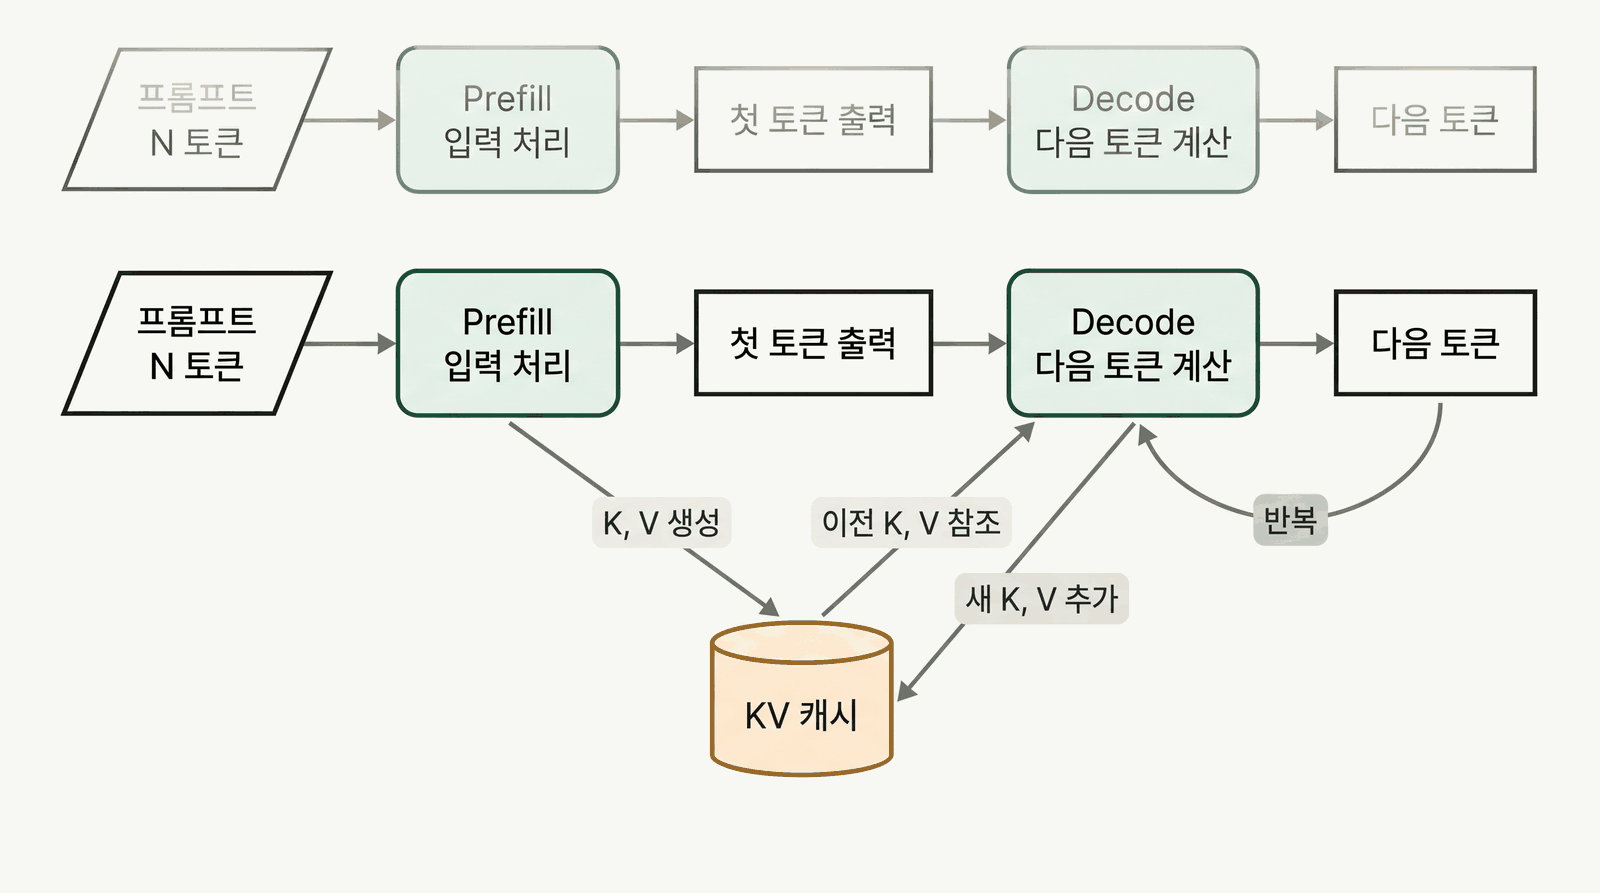 프롬프트
N 토큰
Prefill
입력 처리
첫 토큰 출력
Decode
다음 토큰 계산
다음 토큰
프롬프트
N 토큰
Prefill
입력 처리
첫 토큰 출력
Decode
다음 토큰 계산
다음 토큰
K, V 생성
이전 K, V 참조
반복
새 K, V 추가
KV 캐시